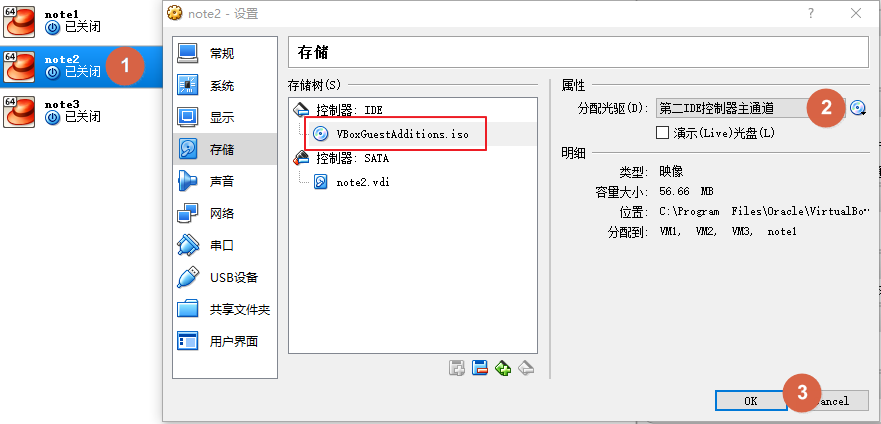 64
note1
已关闭
64
note2
已关闭
1
64
note3
已关闭
note2 - 设置
?
常规
系统
显示
存储
声音
网络
串口
USB设备
共享文件夹
用户界面
存储
存储树(S)
控制器: IDE
VBoxGuestAdditions.iso
控制器: SATA
note2.vdi
属性
分配光驱(D): 第二IDE控制器主通道
2
演示(Live)光盘(L)
明细
类型: 映像
容量大小: 56.66 MB
位置: C:\Program Files\Oracle\VirtualBo…
分配到: VM1, VM2, VM3, note1
OK
3
ancel